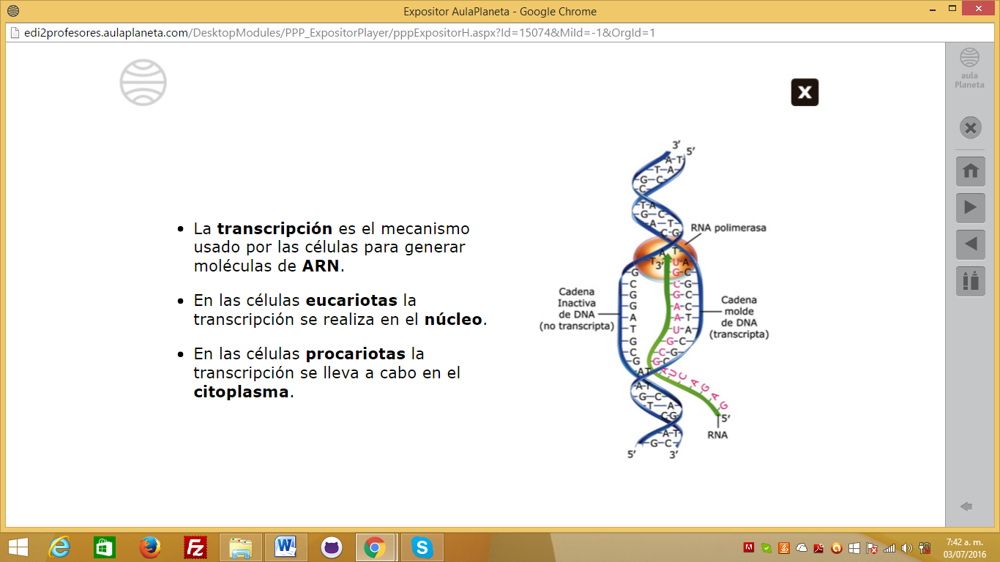 Expositor AulaPlaneta - Google Chrome
edi2profesores.aulaplaneta.com/DesktopModules/PPP_ExpositorPlayer/pppExpositorH.aspx?Id=15074&MiId=-1&OrgId=1
aula
Planeta
X
• La transcripción es el mecanismo
usado por las células para generar
moléculas de ARN.
• En las células eucariotas la
transcripción se realiza en el núcleo.
• En las células procariotas la
transcripción se lleva a cabo en el
citoplasma.
3’
5’
A-T
T-A
G-C
C
T-A
G-C
A-T
C-G
RNA polimerasa
A
T
T
3’
U-A
G
C
G
A
A
U
G
C
G
A
U
C
A
G
A
G
G
C
G
G
A
T
G
C
G
A
C
G
C
C
T
A
C
G
C
Cadena
Inactiva
de DNA
(no transcripta)
Cadena
molde
de DNA
(transcripta)
AT
A-T
G-C
T-A
C-G
A-T
G-C
5’
RNA
5’
3’
7:42 a. m.
03/07/2016